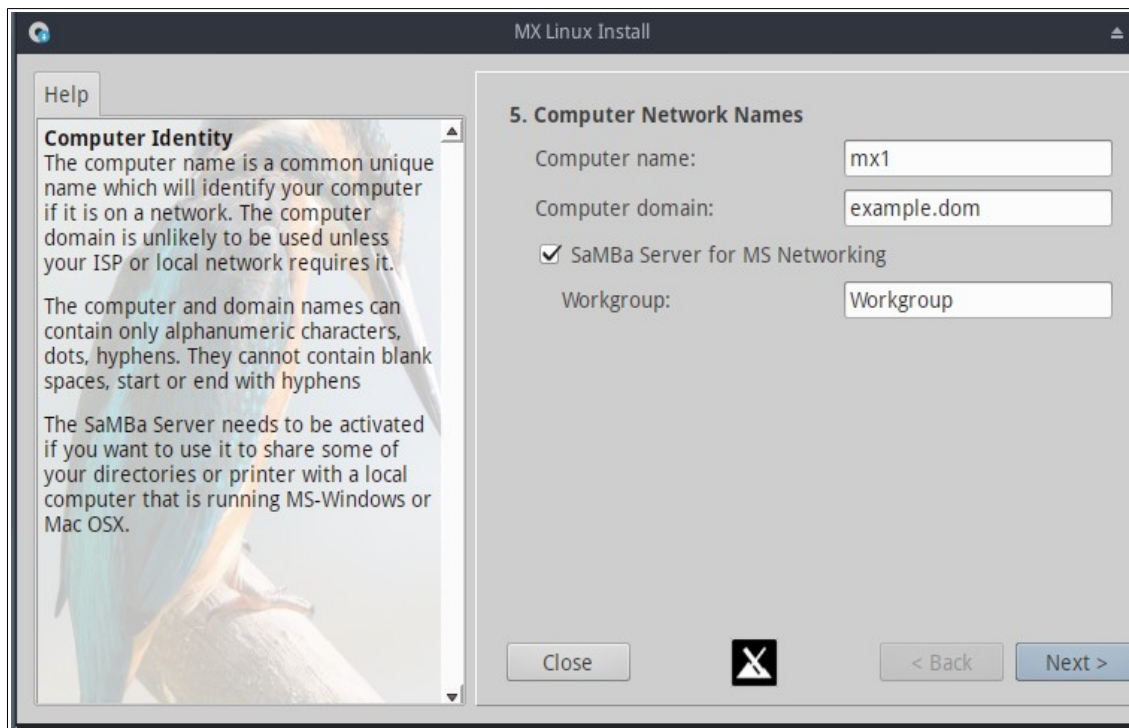 MX Linux Install
Help
Computer Identity
The computer name is a common unique
name which will identify your computer
if it is on a network. The computer
domain is unlikely to be used unless
your ISP or local network requires it.
The computer and domain names can
contain only alphanumeric characters,
dots, hyphens. They cannot contain blank
spaces, start or end with hyphens
The SaMBa Server needs to be activated
if you want to use it to share some of
your directories or printer with a local
computer that is running MS-Windows or
Mac OSX.
5. Computer Network Names
Computer name: mx1
Computer domain: example.dom
SaMBa Server for MS Networking
Workgroup: Workgroup
Close < Back Next >